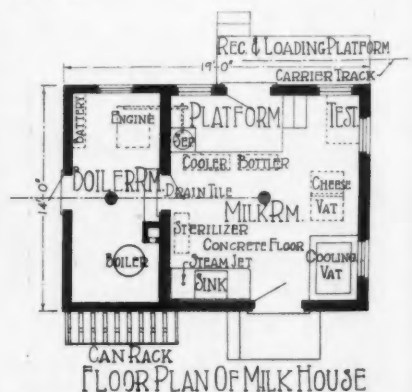 REC. & LOADING PLATFORM
19'-0"
CARRIER TRACK
BATTERY
ENGINE
PLATFORM
TEST
SEP.
COOLER
BOTTLER
14'-0"
BOILER RM.
DRAIN TILE
CHEESE
VAT
MILK RM.
STERILIZER
CONCRETE FLOOR
STEAM JET
BOILER
SINK
COOLING
VAT
CAN RACK
FLOOR PLAN OF MILK HOUSE